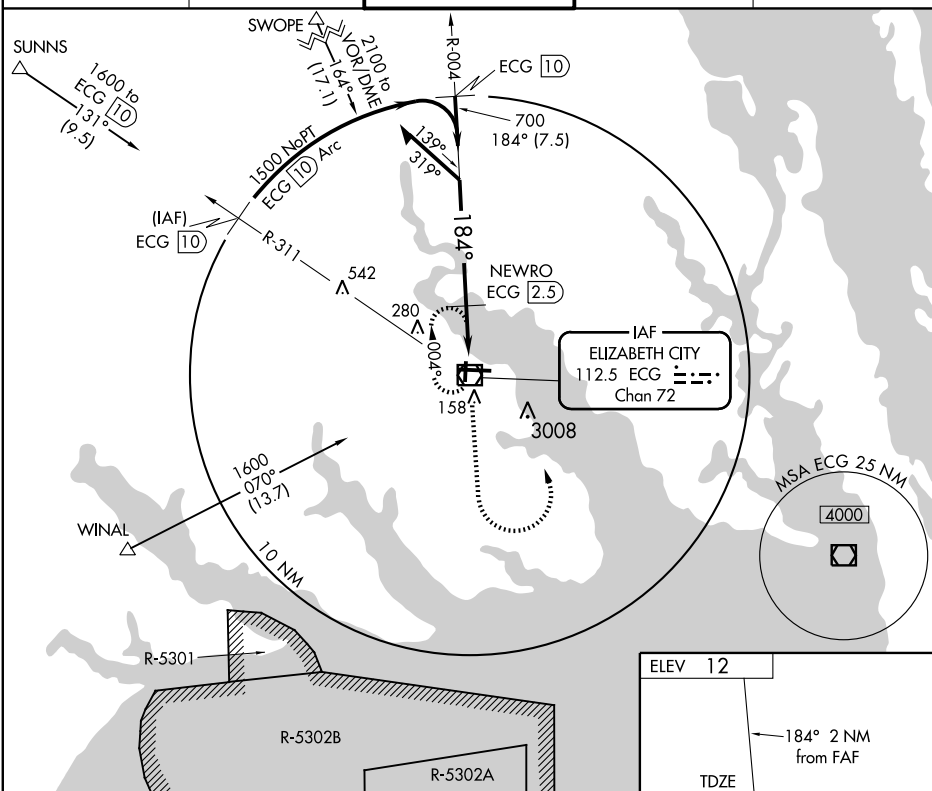 SWOPE
SUNNS
1600 to
ECG 10
131°
(9.5)
2100 to
VOR/DME
164°
(17.1)
R-004
ECG 10
700
184° (7.5)
1500 NoPT
ECG 10 Arc
139°
319°
(IAF)
ECG 10
R-311
184°
542
280
NEWRO
ECG 2.5
004°
IAF
ELIZABETH CITY
112.5 ECG
Chan 72
158
3008
1600
070°
(13.7)
WINAL
10 NM
MSA ECG 25 NM
4000
R-5301
R-5302B
R-5302A
ELEV 12
184° 2 NM
from FAF
TDZE